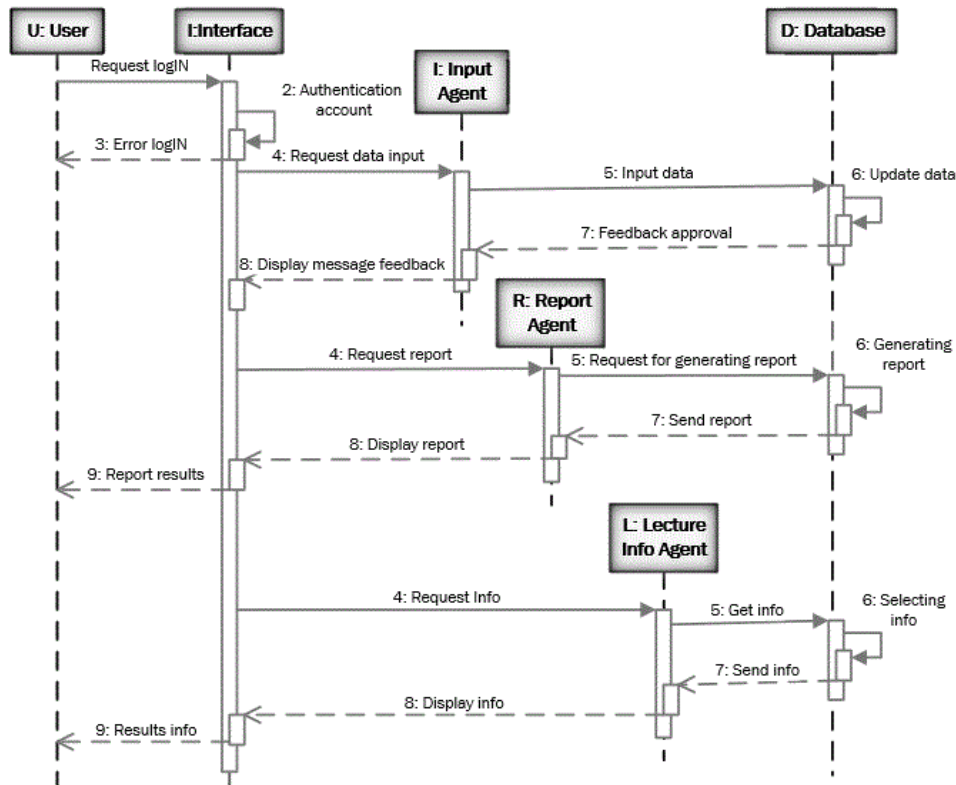 U: User
I:Interface
D: Database
Request logIN
I: Input
Agent
2: Authentication
account
3: Error logIN
4: Request data input
5: Input data
6: Update data
7: Feedback approval
8: Display message feedback
R: Report
Agent
4: Request report
5: Request for generating report
6: Generating
report
7: Send report
8: Display report
9: Report results
L: Lecture
Info Agent
4: Request Info
5: Get info
6: Selecting
info
7: Send info
8: Display info
9: Results info